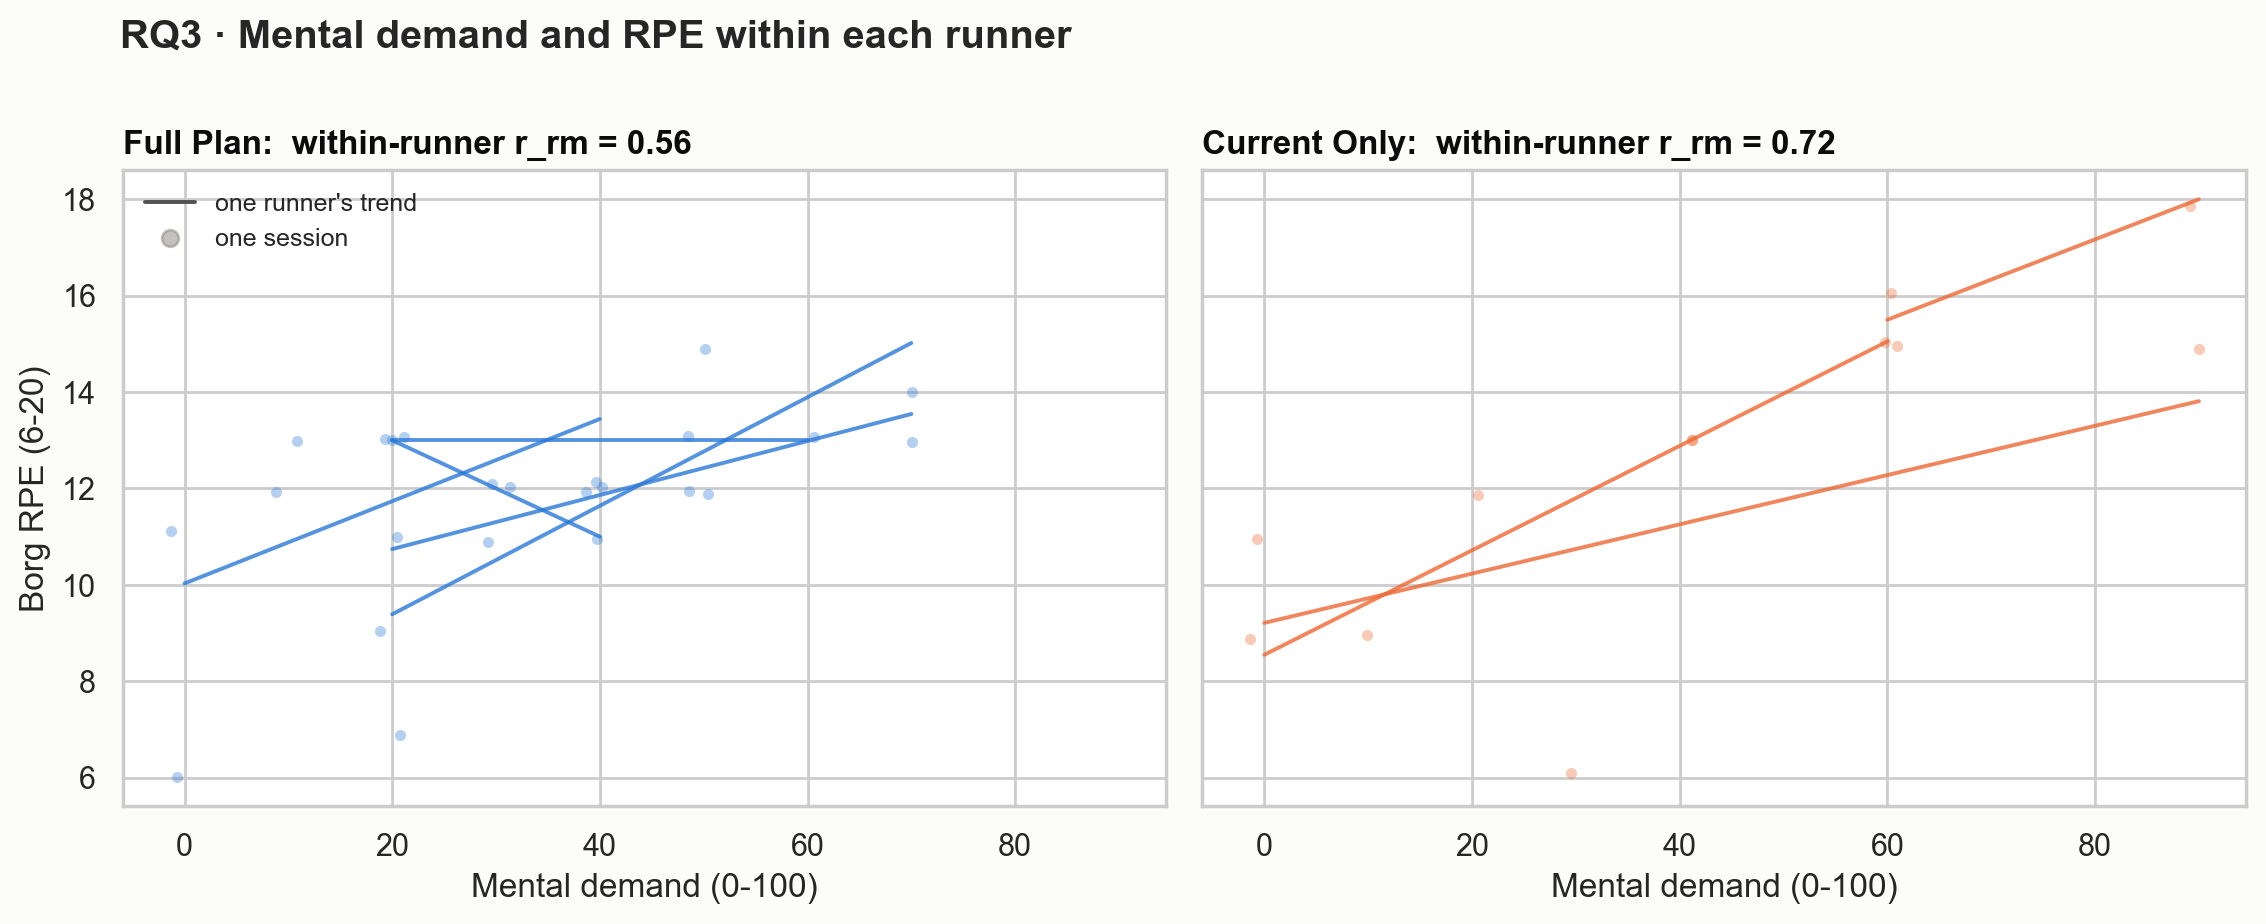 RQ3 · Mental demand and RPE within each runner
Full Plan:  within-runner r_rm = 0.56
Current Only:  within-runner r_rm = 0.72
one runner's trend
one session
Borg RPE (6-20)
18
16
14
12
10
8
6
0 20 40 60 80
0 20 40 60 80
Mental demand (0-100)
Mental demand (0-100)